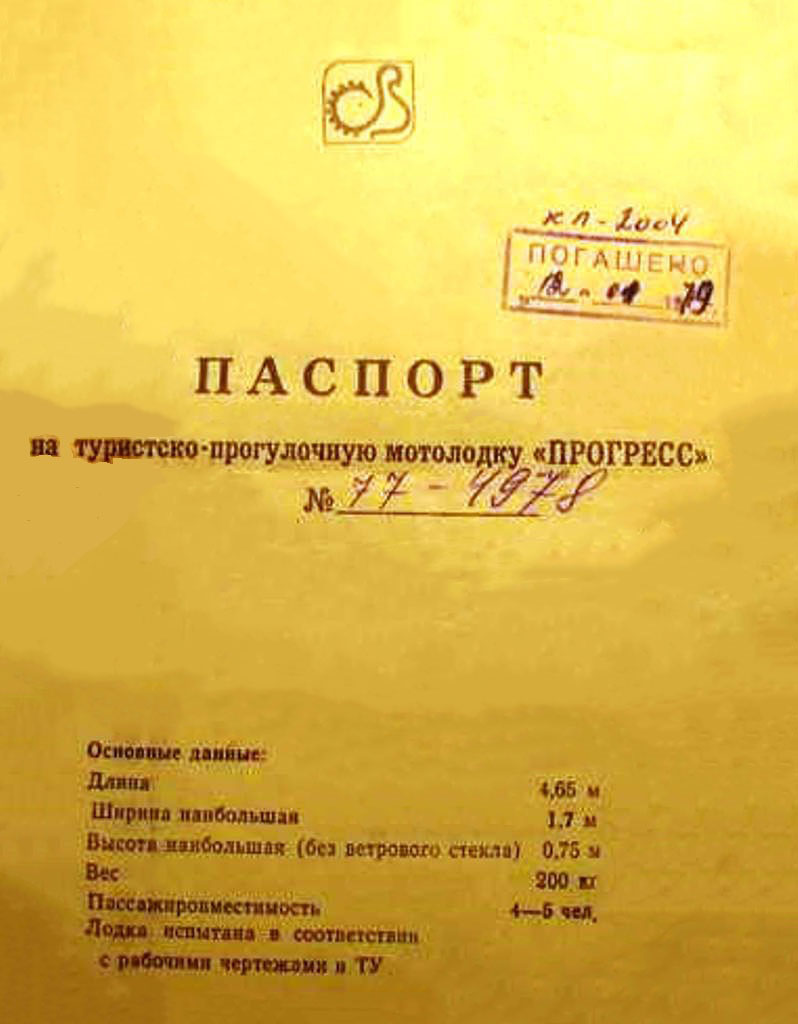 КЛ-2004
ПОГАШЕНО
ПАСПОРТ
на туристско-прогулочную мотолодку «ПРОГРЕСС»
№ 77-4978
Основные данные:
Длина 4,65 м
Ширина наибольшая 1,7 м
Высота наибольшая (без ветрового стекла) 0,75 м
Вес 200 кг
Пассажировместимость 4—5 чел.
Лодка испытана в соответствии
с рабочими чертежами и ТУ